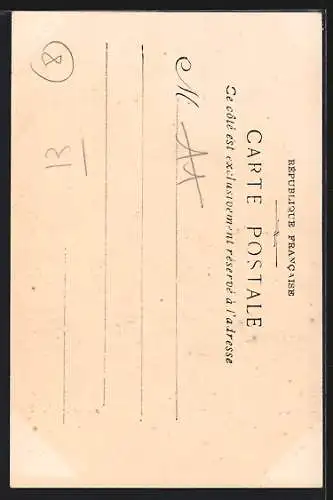 RÉPUBLIQUE FRANÇAISE
CARTE POSTALE
Ce côté est exclusivement réservé à l'adresse
M
8
13